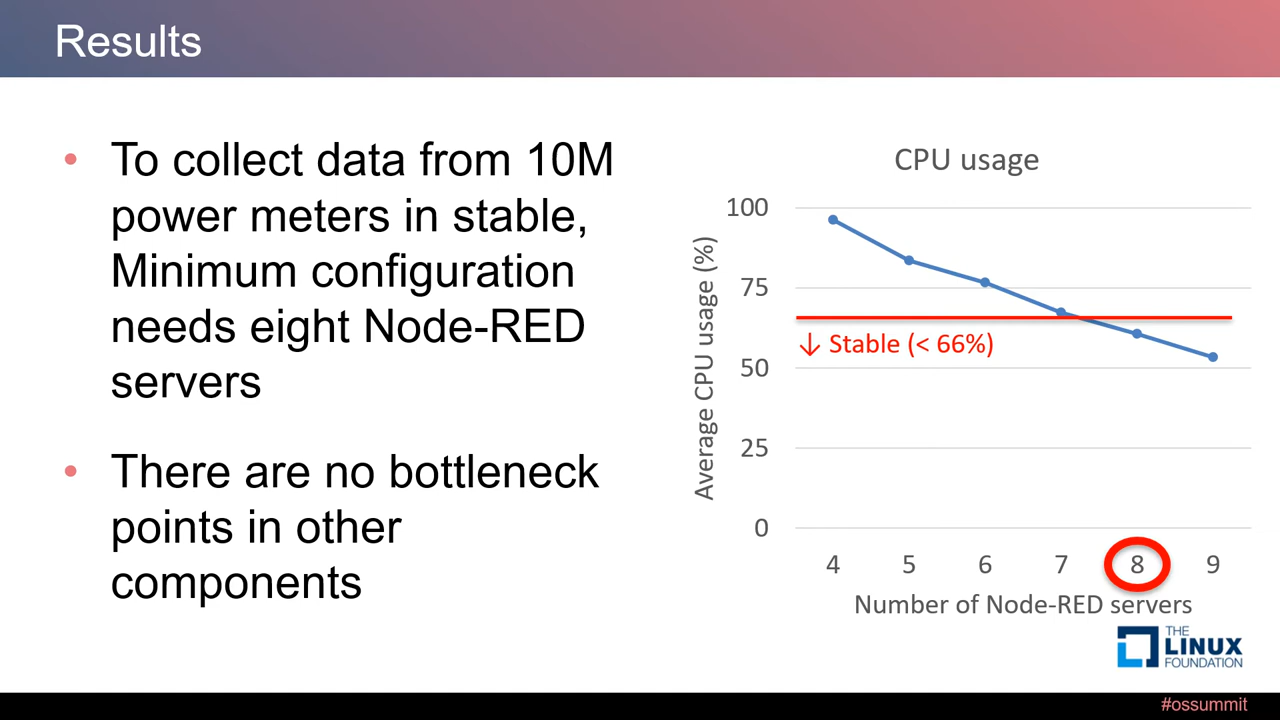 Results
• To collect data from 10M
power meters in stable,
Minimum configuration
needs eight Node-RED
servers
• There are no bottleneck
points in other
components
CPU usage
Average CPU usage (%)
100
75
50
25
0
↓ Stable (< 66%)
4 5 6 7 8 9
Number of Node-RED servers
THE
LINUX
FOUNDATION
#ossummit